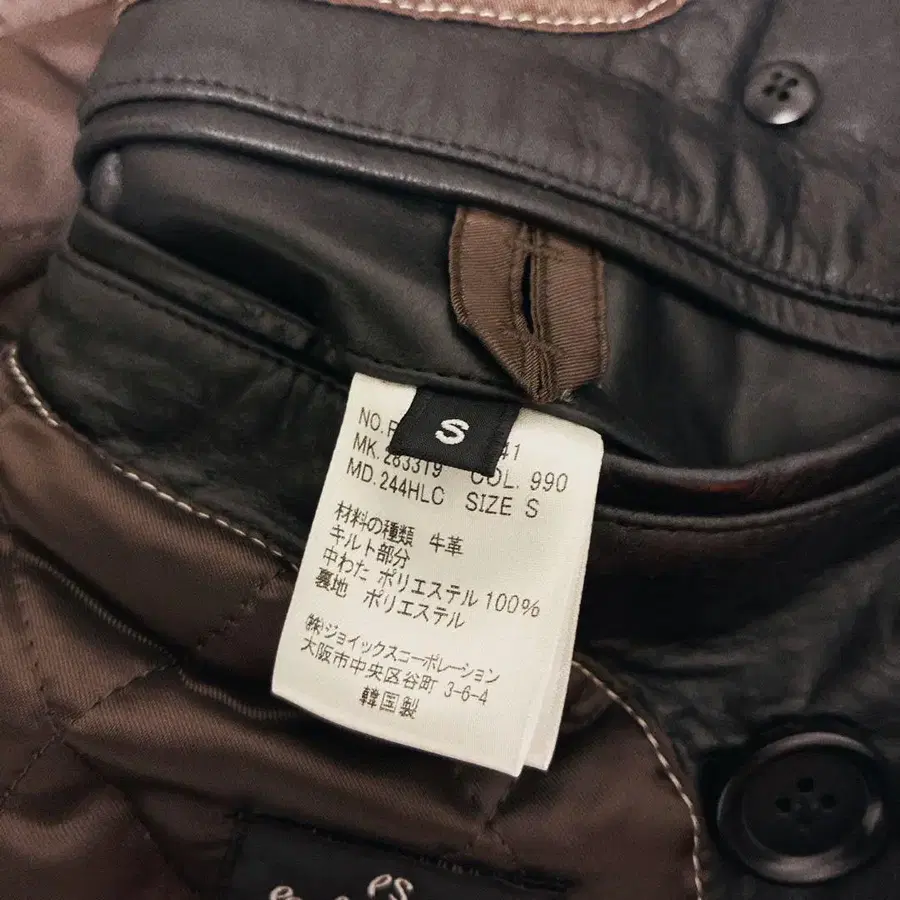 S
NO.
41
MK. 283319 COL. 990
MD. 244HLC SIZE S
材料の種類 牛革
キルト部分
中わた ポリエステル 100%
裏地 ポリエステル
㈱ジョイックスコーポレーション
大阪市中央区谷町 3-6-4
韓国製
es